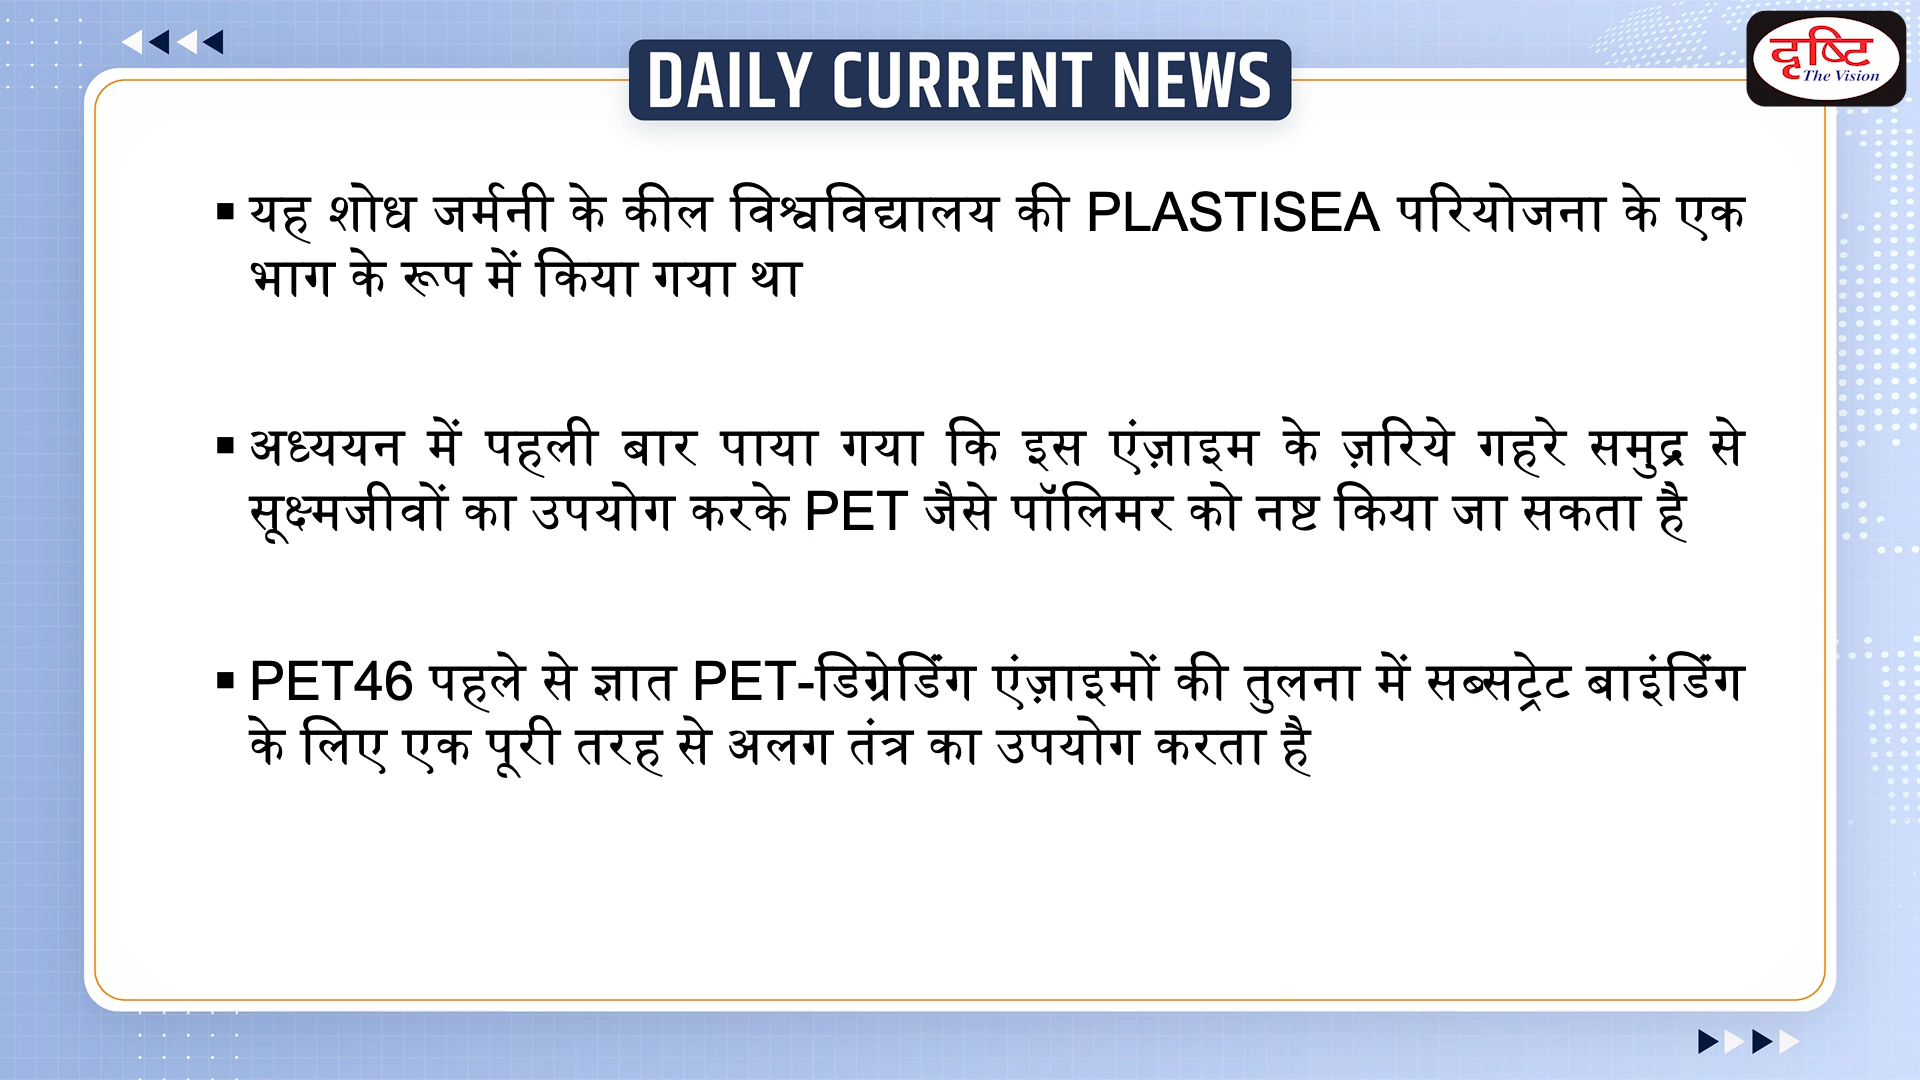 DAILY CURRENT NEWS
दृष्टि
The Vision
▪ यह शोध जर्मनी के कील विश्वविद्यालय की PLASTISEA परियोजना के एक
भाग के रूप में किया गया था
▪ अध्ययन में पहली बार पाया गया कि इस एंज़ाइम के ज़रिये गहरे समुद्र से
सूक्ष्मजीवों का उपयोग करके PET जैसे पॉलिमर को नष्ट किया जा सकता है
▪ PET46 पहले से ज्ञात PET-डिग्रेडिंग एंज़ाइमों की तुलना में सब्सट्रेट बाइंडिंग
के लिए एक पूरी तरह से अलग तंत्र का उपयोग करता है